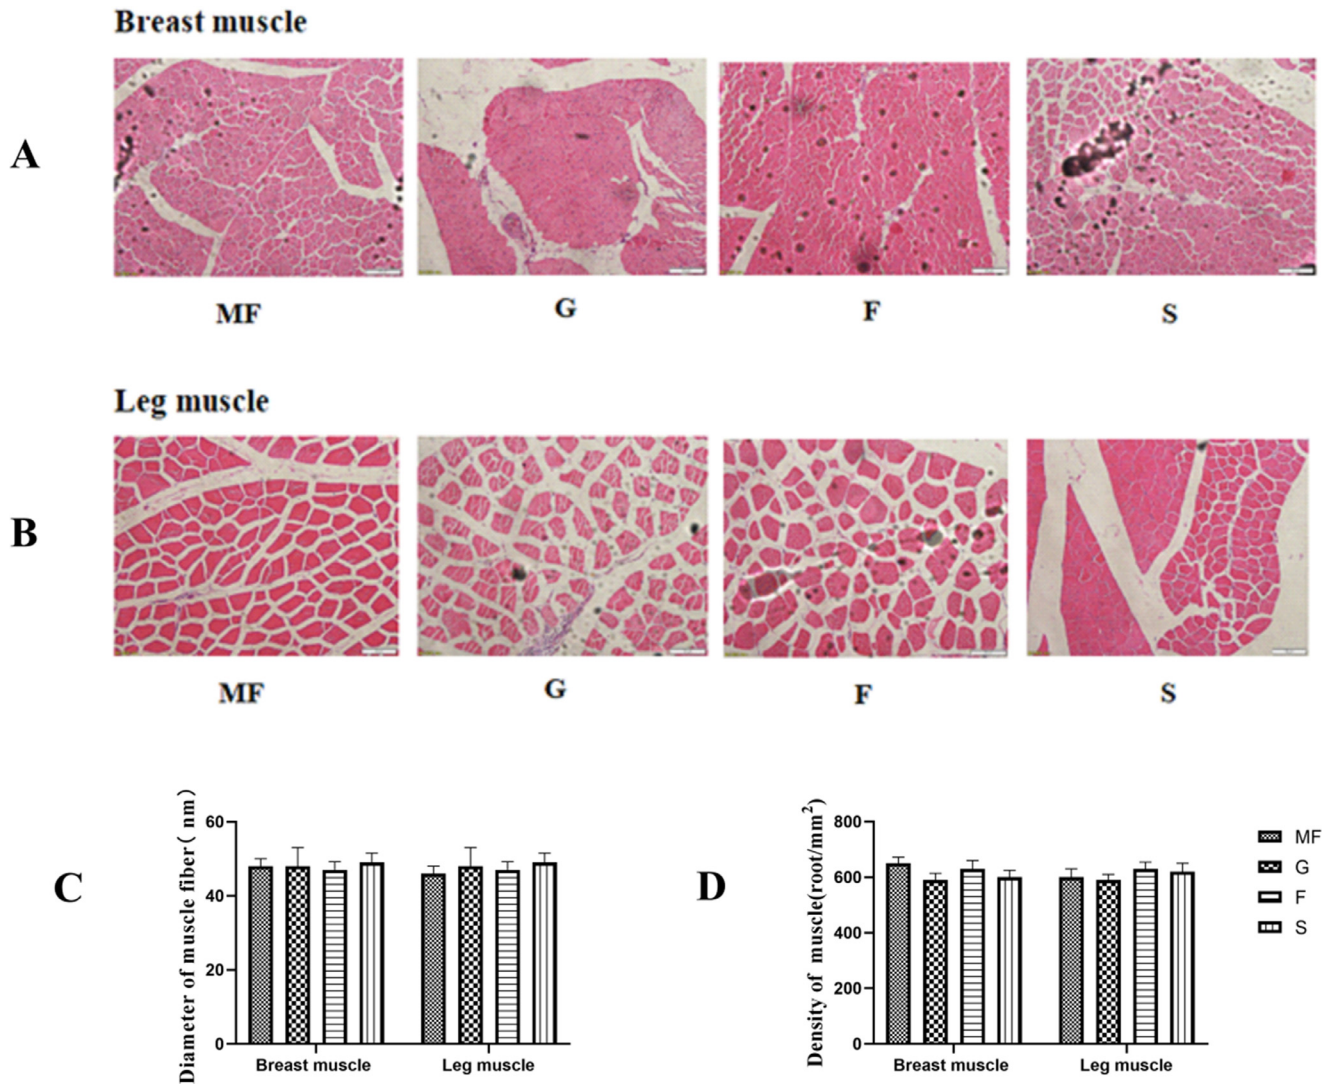 Breast muscle
A
MF G F S
Leg muscle
B
MF G F S
C
Diameter of muscle fiber( nm)
60
40
20
0
Breast muscle Leg muscle
D
Density of muscle(root/mm2)
800
600
400
200
0
Breast muscle Leg muscle
MF
G
F
S